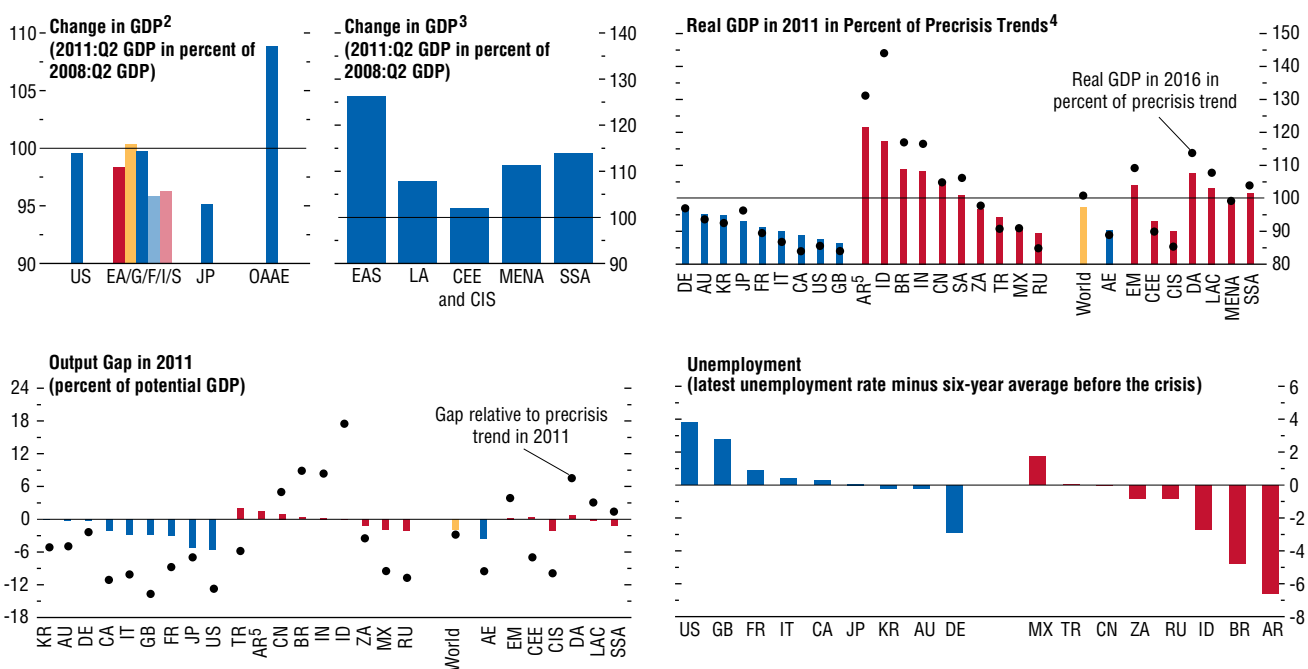 Change in GDP2
(2011:Q2 GDP in percent of
2008:Q2 GDP)
110
105
100
95
90
US EA/G/F/I/S JP OAAE
Change in GDP3
(2011:Q2 GDP in percent of
2008:Q2 GDP)
140
130
120
110
100
90
EAS LA CEE MENA SSA
and CIS
Real GDP in 2011 in Percent of Precrisis Trends4
Real GDP in 2016 in
percent of precrisis trend
150
140
130
120
110
100
90
80
DE AU KR JP FR IT CA US GB AR5 ID BR IN CN SA ZA TR MX RU World AE EM CEE CIS DA LAC MENA SSA
Output Gap in 2011
(percent of potential GDP)
Gap relative to precrisis
trend in 2011
24
18
12
6
0
-6
-12
-18
KR AU DE CA IT GB FR JP US TR AR5 CN BR IN ID ZA MX RU World AE EM CEE CIS DA LAC SSA
Unemployment
(latest unemployment rate minus six-year average before the crisis)
6
4
2
0
-2
-4
-6
-8
US GB FR IT CA JP KR AU DE MX TR CN ZA RU ID BR AR